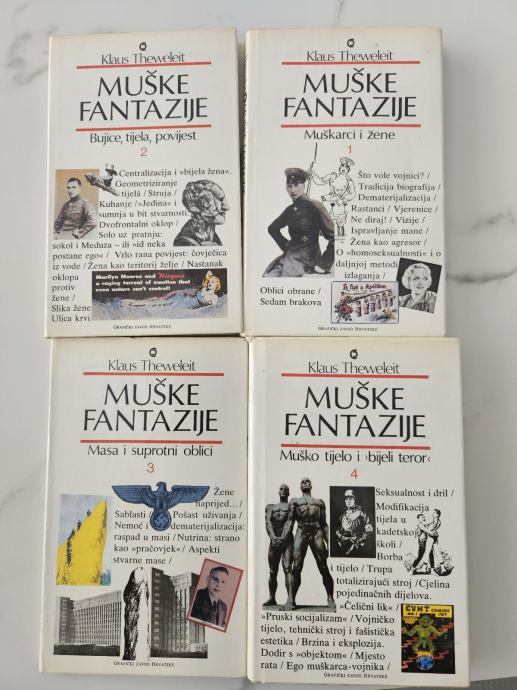 Klaus Theweleit
MUŠKE
FANTAZIJE
Bujice, tijela, povijest
2
Centralizacija i »bijela žena«.
Geometriziranje
tijelâ / Struja /
Kuhanje / »Jedina« i
sumnja u bit stvarnosti.
Dvofrontalni oklop /
Solo uz pratnju:
sokol i Meduza – ili »id neka
postane ego« / Vrlo rana povijest: čovječica
iz vode / Žena kao teritorij želje / Nastanak
oklopa
protiv
žene /
Slika žene
Ulica krvi
Marilyn Monroe and Niagara
a raging torrent of emotion that
even nature can't control!
GRAFIČKI ZAVOD HRVATSKE
Klaus Theweleit
MUŠKE
FANTAZIJE
Muškarci i žene
1
Što vole vojnici? /
Tradicija biografija /
Dematerijalizacija /
Rastanci / Vjerenice /
Ne diraj! / Vizije /
Ispravljanje mane /
Žena kao agresor /
O »homoseksualnosti« i o
daljnjoj metodi
izlaganja /
Oblici obrane /
Sedam brakova
GRAFIČKI ZAVOD HRVATSKE
Klaus Theweleit
MUŠKE
FANTAZIJE
Masa i suprotni oblici
3
Žene
naprijed... /
Sablasti / Pošast uživanja /
Nemoć i dematerijalizacija:
raspad u masi / Nutrina: strano
kao »pračovjek« / Aspekti
stvarne mase /
GRAFIČKI ZAVOD HRVATSKE
Klaus Theweleit
MUŠKE
FANTAZIJE
Muško tijelo i ›bijeli teror‹
4
Seksualnost i dril /
Modifikacija
tijela u
kadetskoj
školi /
Borba
i tijelo / Trupa
totalizirajući stroj / Cjelina
pojedinačnih dijelova.
»Čelični lik« /
»Pruski socijalizam« / Vojničko
tijelo, tehnički stroj i fašistička
estetika / Brzina i eksplozija.
Dodir s »objektom« / Mjesto
rata / Ego muškarca-vojnika /
CUNT COMICS
GRAFIČKI ZAVOD HRVATSKE